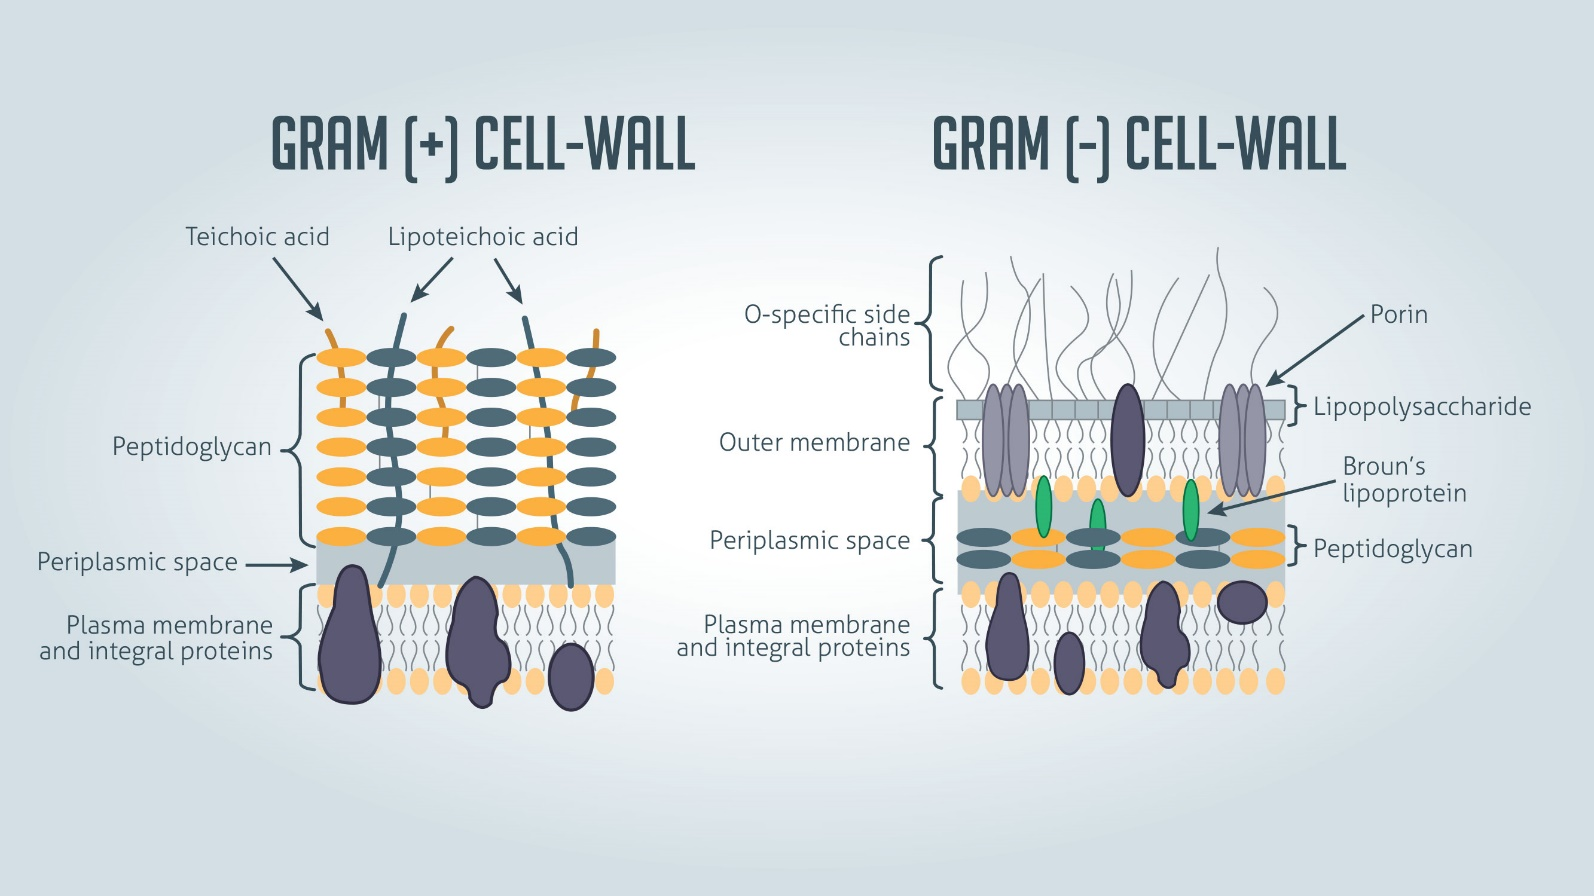 GRAM (+) CELL-WALL
Teichoic acid
Lipoteichoic acid
Peptidoglycan
Periplasmic space
Plasma membrane
and integral proteins
GRAM (-) CELL-WALL
O-specific side
chains
Outer membrane
Periplasmic space
Plasma membrane
and integral proteins
Porin
Lipopolysaccharide
Broun's
lipoprotein
Peptidoglycan